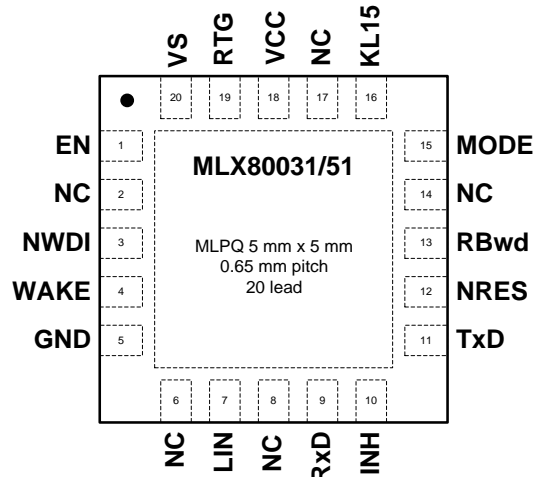 VS RTG VCC NC KL15
20 19 18 17 16
EN 1
NC 2
NWDI 3
WAKE 4
GND 5
MLX80031/51
MLPQ 5 mm x 5 mm
0.65 mm pitch
20 lead
15 MODE
14 NC
13 RBwd
12 NRES
11 TxD
6 7 8 9 10
NC LIN NC RxD INH